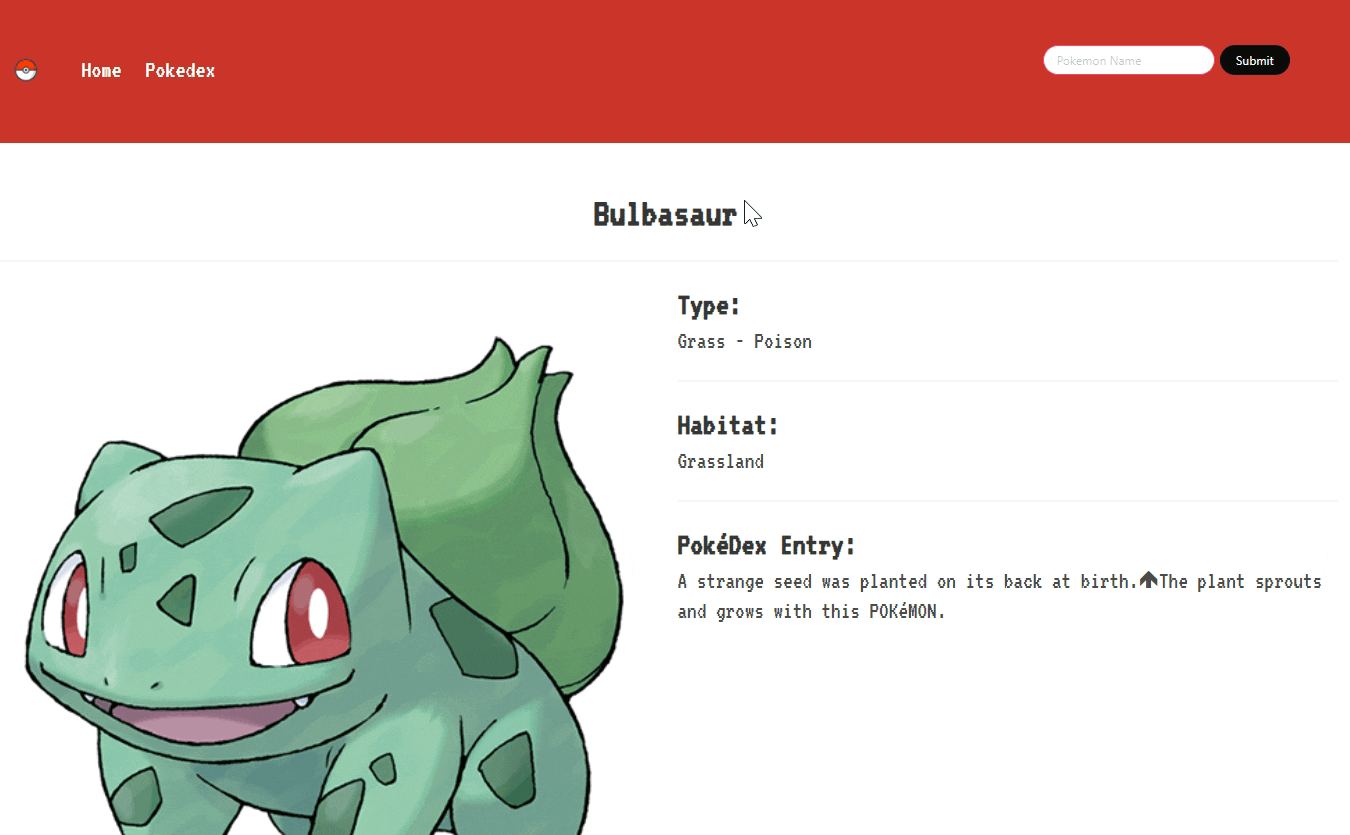 Home Pokedex Pokemon Name Submit
Bulbasaur
Type:
Grass - Poison
Habitat:
Grassland
PokéDex Entry:
A strange seed was planted on its back at birth.🡅The plant sprouts
and grows with this POKéMON.